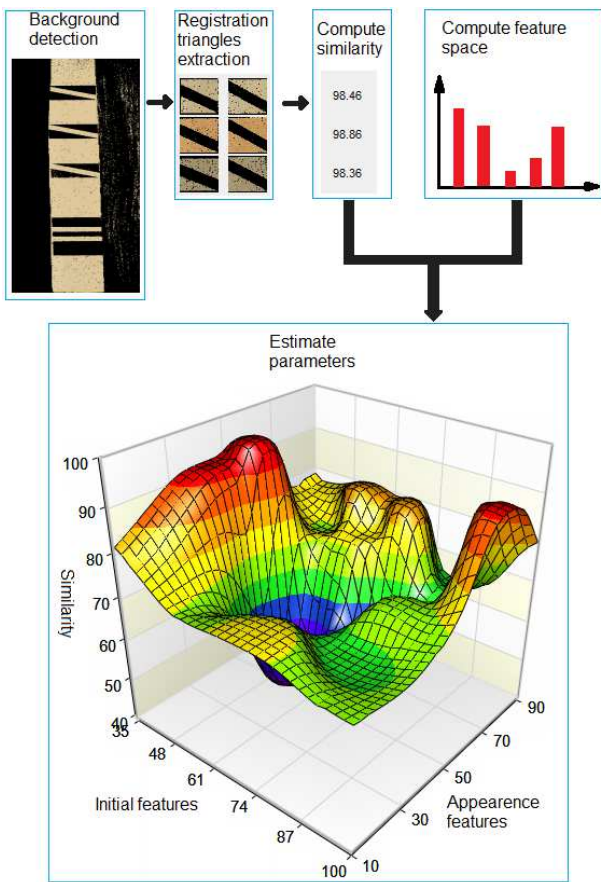 Background
detection
Registration
triangles
extraction
Compute
similarity
98.46
98.86
98.36
Compute feature
space
Estimate
parameters
Similarity
100
90
80
70
60
50
40
35
48
61
74
87
100
Initial features
10
30
50
70
90
Appearence
features